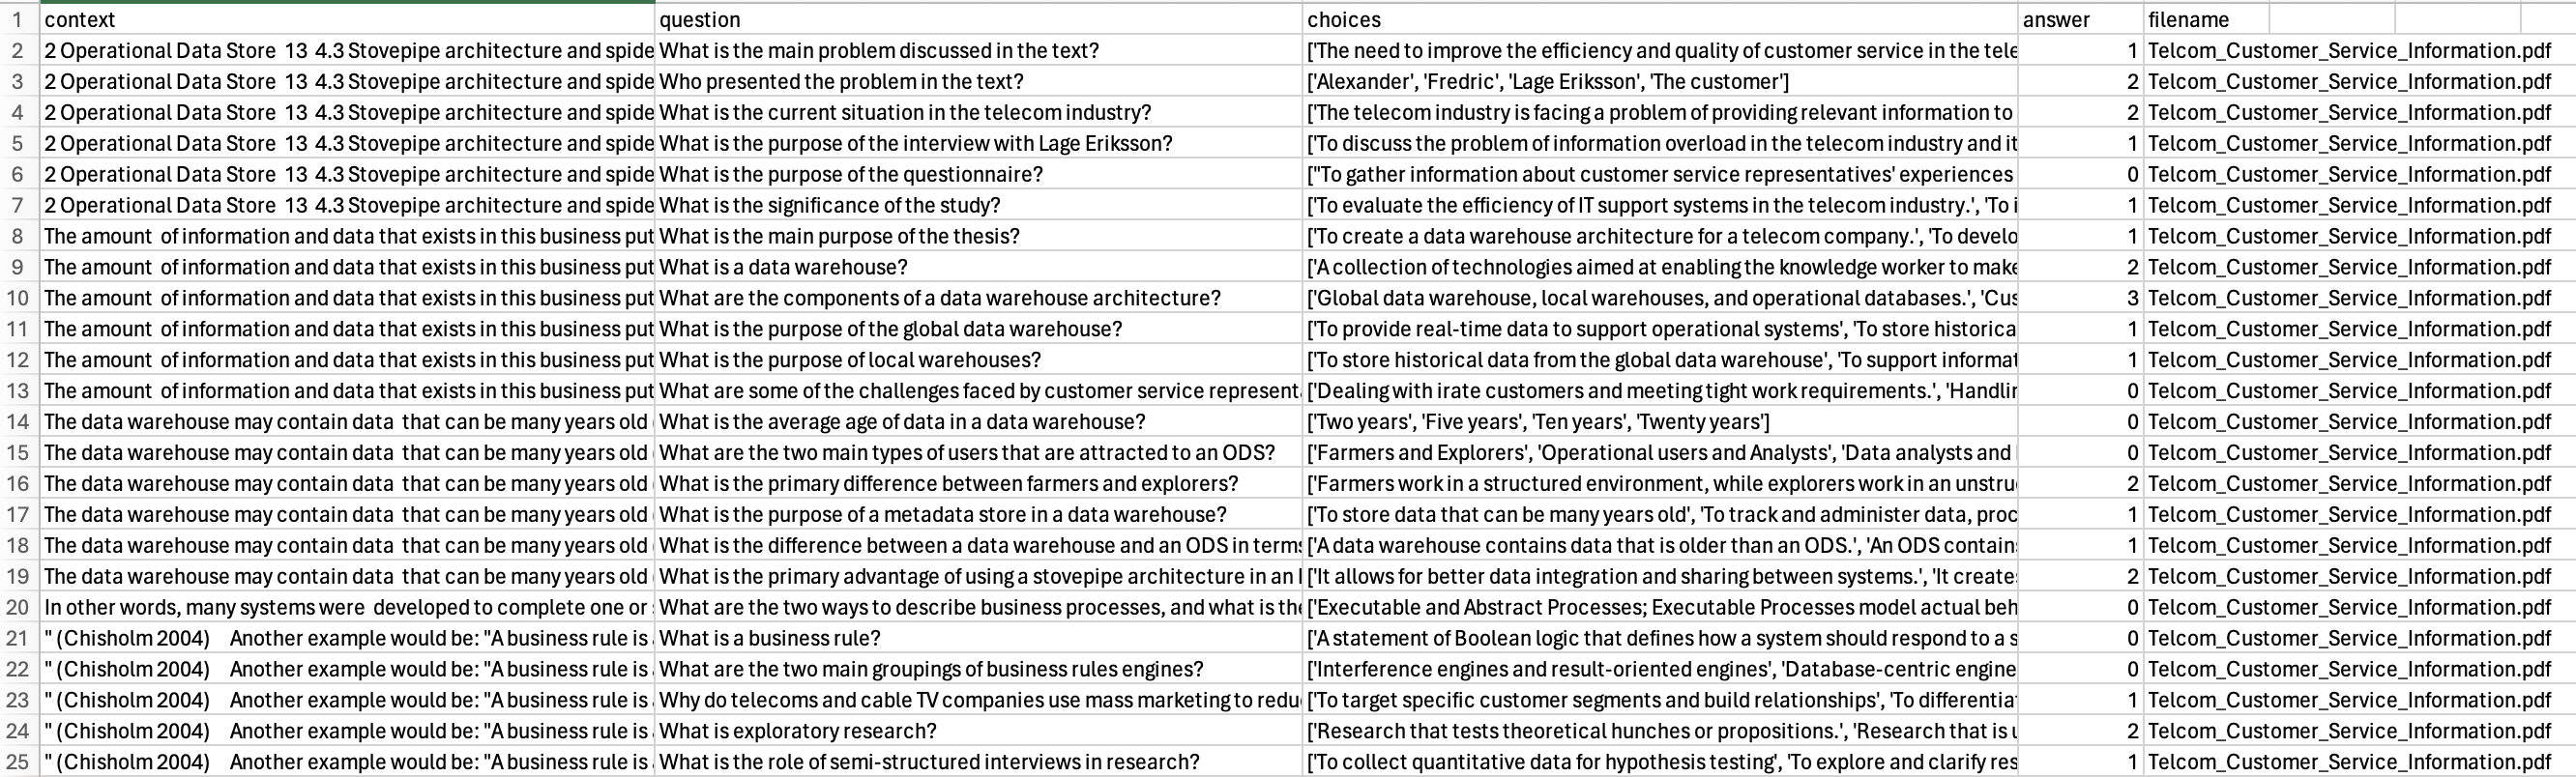 1 context question choices answer filename
2 2 Operational Data Store 13 4.3 Stovepipe architecture and spide What is the main problem discussed in the text? ['The need to improve the efficiency and quality of customer service in the tele 1 Telcom_Customer_Service_Information.pdf
3 2 Operational Data Store 13 4.3 Stovepipe architecture and spide Who presented the problem in the text? ['Alexander', 'Fredric', 'Lage Eriksson', 'The customer'] 2 Telcom_Customer_Service_Information.pdf
4 2 Operational Data Store 13 4.3 Stovepipe architecture and spide What is the current situation in the telecom industry? ['The telecom industry is facing a problem of providing relevant information to 2 Telcom_Customer_Service_Information.pdf
5 2 Operational Data Store 13 4.3 Stovepipe architecture and spide What is the purpose of the interview with Lage Eriksson? ['To discuss the problem of information overload in the telecom industry and it 1 Telcom_Customer_Service_Information.pdf
6 2 Operational Data Store 13 4.3 Stovepipe architecture and spide What is the purpose of the questionnaire? ["To gather information about customer service representatives' experiences 0 Telcom_Customer_Service_Information.pdf
7 2 Operational Data Store 13 4.3 Stovepipe architecture and spide What is the significance of the study? ['To evaluate the efficiency of IT support systems in the telecom industry.', 'To i 1 Telcom_Customer_Service_Information.pdf
8 The amount of information and data that exists in this business put What is the main purpose of the thesis? ['To create a data warehouse architecture for a telecom company.', 'To develo 1 Telcom_Customer_Service_Information.pdf
9 The amount of information and data that exists in this business put What is a data warehouse? ['A collection of technologies aimed at enabling the knowledge worker to make 2 Telcom_Customer_Service_Information.pdf
10 The amount of information and data that exists in this business put What are the components of a data warehouse architecture? ['Global data warehouse, local warehouses, and operational databases.', 'Cus 3 Telcom_Customer_Service_Information.pdf
11 The amount of information and data that exists in this business put What is the purpose of the global data warehouse? ['To provide real-time data to support operational systems', 'To store historica 1 Telcom_Customer_Service_Information.pdf
12 The amount of information and data that exists in this business put What is the purpose of local warehouses? ['To store historical data from the global data warehouse', 'To support informat 1 Telcom_Customer_Service_Information.pdf
13 The amount of information and data that exists in this business put What are some of the challenges faced by customer service represent ['Dealing with irate customers and meeting tight work requirements.', 'Handlin 0 Telcom_Customer_Service_Information.pdf
14 The data warehouse may contain data that can be many years old What is the average age of data in a data warehouse? ['Two years', 'Five years', 'Ten years', 'Twenty years'] 0 Telcom_Customer_Service_Information.pdf
15 The data warehouse may contain data that can be many years old What are the two main types of users that are attracted to an ODS? ['Farmers and Explorers', 'Operational users and Analysts', 'Data analysts and 0 Telcom_Customer_Service_Information.pdf
16 The data warehouse may contain data that can be many years old What is the primary difference between farmers and explorers? ['Farmers work in a structured environment, while explorers work in an unstru 2 Telcom_Customer_Service_Information.pdf
17 The data warehouse may contain data that can be many years old What is the purpose of a metadata store in a data warehouse? ['To store data that can be many years old', 'To track and administer data, proc 1 Telcom_Customer_Service_Information.pdf
18 The data warehouse may contain data that can be many years old What is the difference between a data warehouse and an ODS in terms ['A data warehouse contains data that is older than an ODS.', 'An ODS contain 1 Telcom_Customer_Service_Information.pdf
19 The data warehouse may contain data that can be many years old What is the primary advantage of using a stovepipe architecture in an ['It allows for better data integration and sharing between systems.', 'It create 2 Telcom_Customer_Service_Information.pdf
20 In other words, many systems were developed to complete one or What are the two ways to describe business processes, and what is the ['Executable and Abstract Processes; Executable Processes model actual beh 0 Telcom_Customer_Service_Information.pdf
21 " (Chisholm 2004) Another example would be: "A business rule is What is a business rule? ['A statement of Boolean logic that defines how a system should respond to a s 0 Telcom_Customer_Service_Information.pdf
22 " (Chisholm 2004) Another example would be: "A business rule is What are the two main groupings of business rules engines? ['Interference engines and result-oriented engines', 'Database-centric engine 0 Telcom_Customer_Service_Information.pdf
23 " (Chisholm 2004) Another example would be: "A business rule is Why do telecoms and cable TV companies use mass marketing to redu ['To target specific customer segments and build relationships', 'To differentia 1 Telcom_Customer_Service_Information.pdf
24 " (Chisholm 2004) Another example would be: "A business rule is What is exploratory research? ['Research that tests theoretical hunches or propositions.', 'Research that is u 2 Telcom_Customer_Service_Information.pdf
25 " (Chisholm 2004) Another example would be: "A business rule is What is the role of semi-structured interviews in research? ['To collect quantitative data for hypothesis testing', 'To explore and clarify res 1 Telcom_Customer_Service_Information.pdf